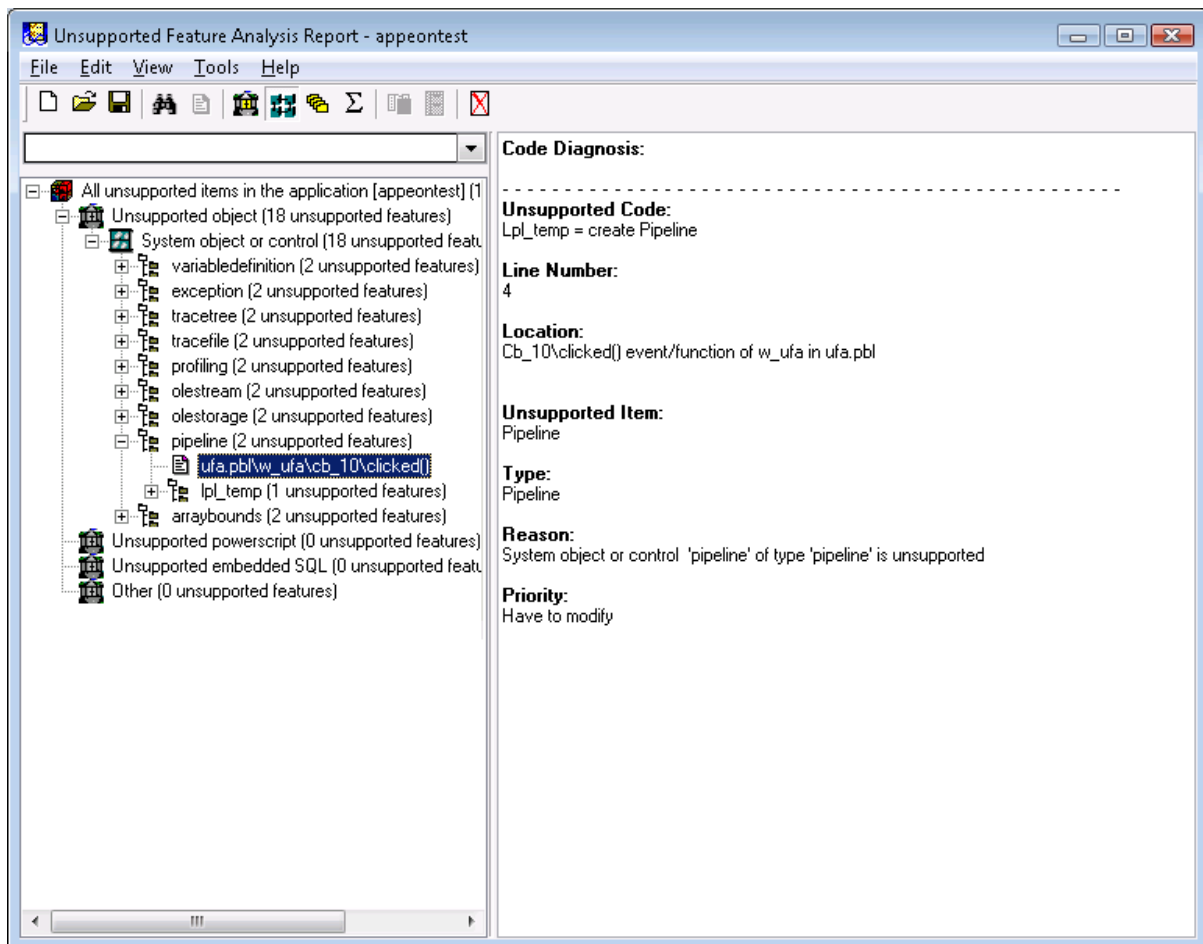 Unsupported Feature Analysis Report - appeontest
File Edit View Tools Help
All unsupported items in the application [appeontest] (1
Unsupported object (18 unsupported features)
System object or control (18 unsupported featu
variabledefinition (2 unsupported features)
exception (2 unsupported features)
tracetree (2 unsupported features)
tracefile (2 unsupported features)
profiling (2 unsupported features)
olestream (2 unsupported features)
olestorage (2 unsupported features)
pipeline (2 unsupported features)
ufa.pbl\w_ufa\cb_10\clicked()
lpl_temp (1 unsupported features)
arraybounds (2 unsupported features)
Unsupported powerscript (0 unsupported features)
Unsupported embedded SQL (0 unsupported featu
Other (0 unsupported features)
Code Diagnosis:
- - - - - - - - - - - - - - - - - - - - - - - - - - - - - - - - - - - - - - - - - - - - - - - - - -
Unsupported Code:
Lpl_temp = create Pipeline
Line Number:
4
Location:
Cb_10\clicked() event/function of w_ufa in ufa.pbl
Unsupported Item:
Pipeline
Type:
Pipeline
Reason:
System object or control 'pipeline' of type 'pipeline' is unsupported
Priority:
Have to modify